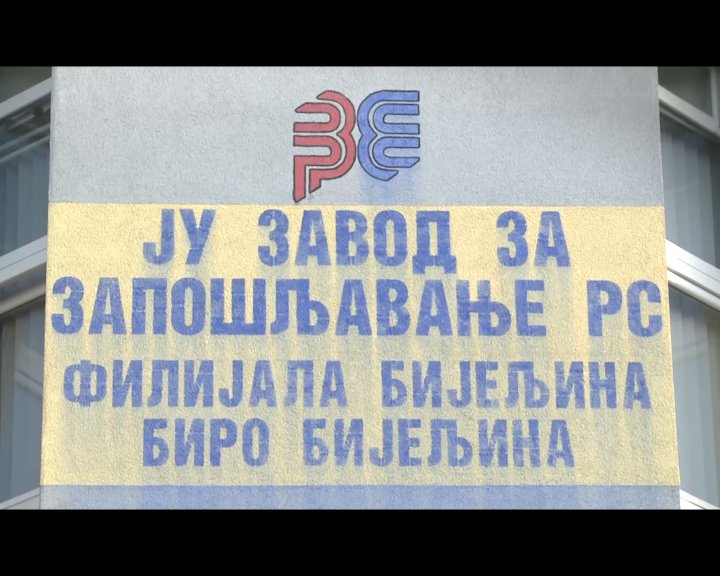 ЈУ ЗАВОД ЗА
ЗАПОШЉАВАЊЕ РС
ФИЛИЈАЛА БИЈЕЉИНА
БИРО БИЈЕЉИНА